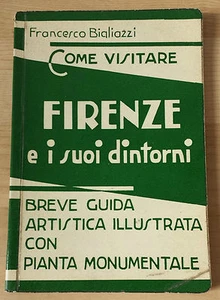 Francesco Bigliazzi
COME VISITARE
FIRENZE
e i suoi dintorni
BREVE GUIDA
ARTISTICA ILLUSTRATA
CON
PIANTA MONUMENTALE